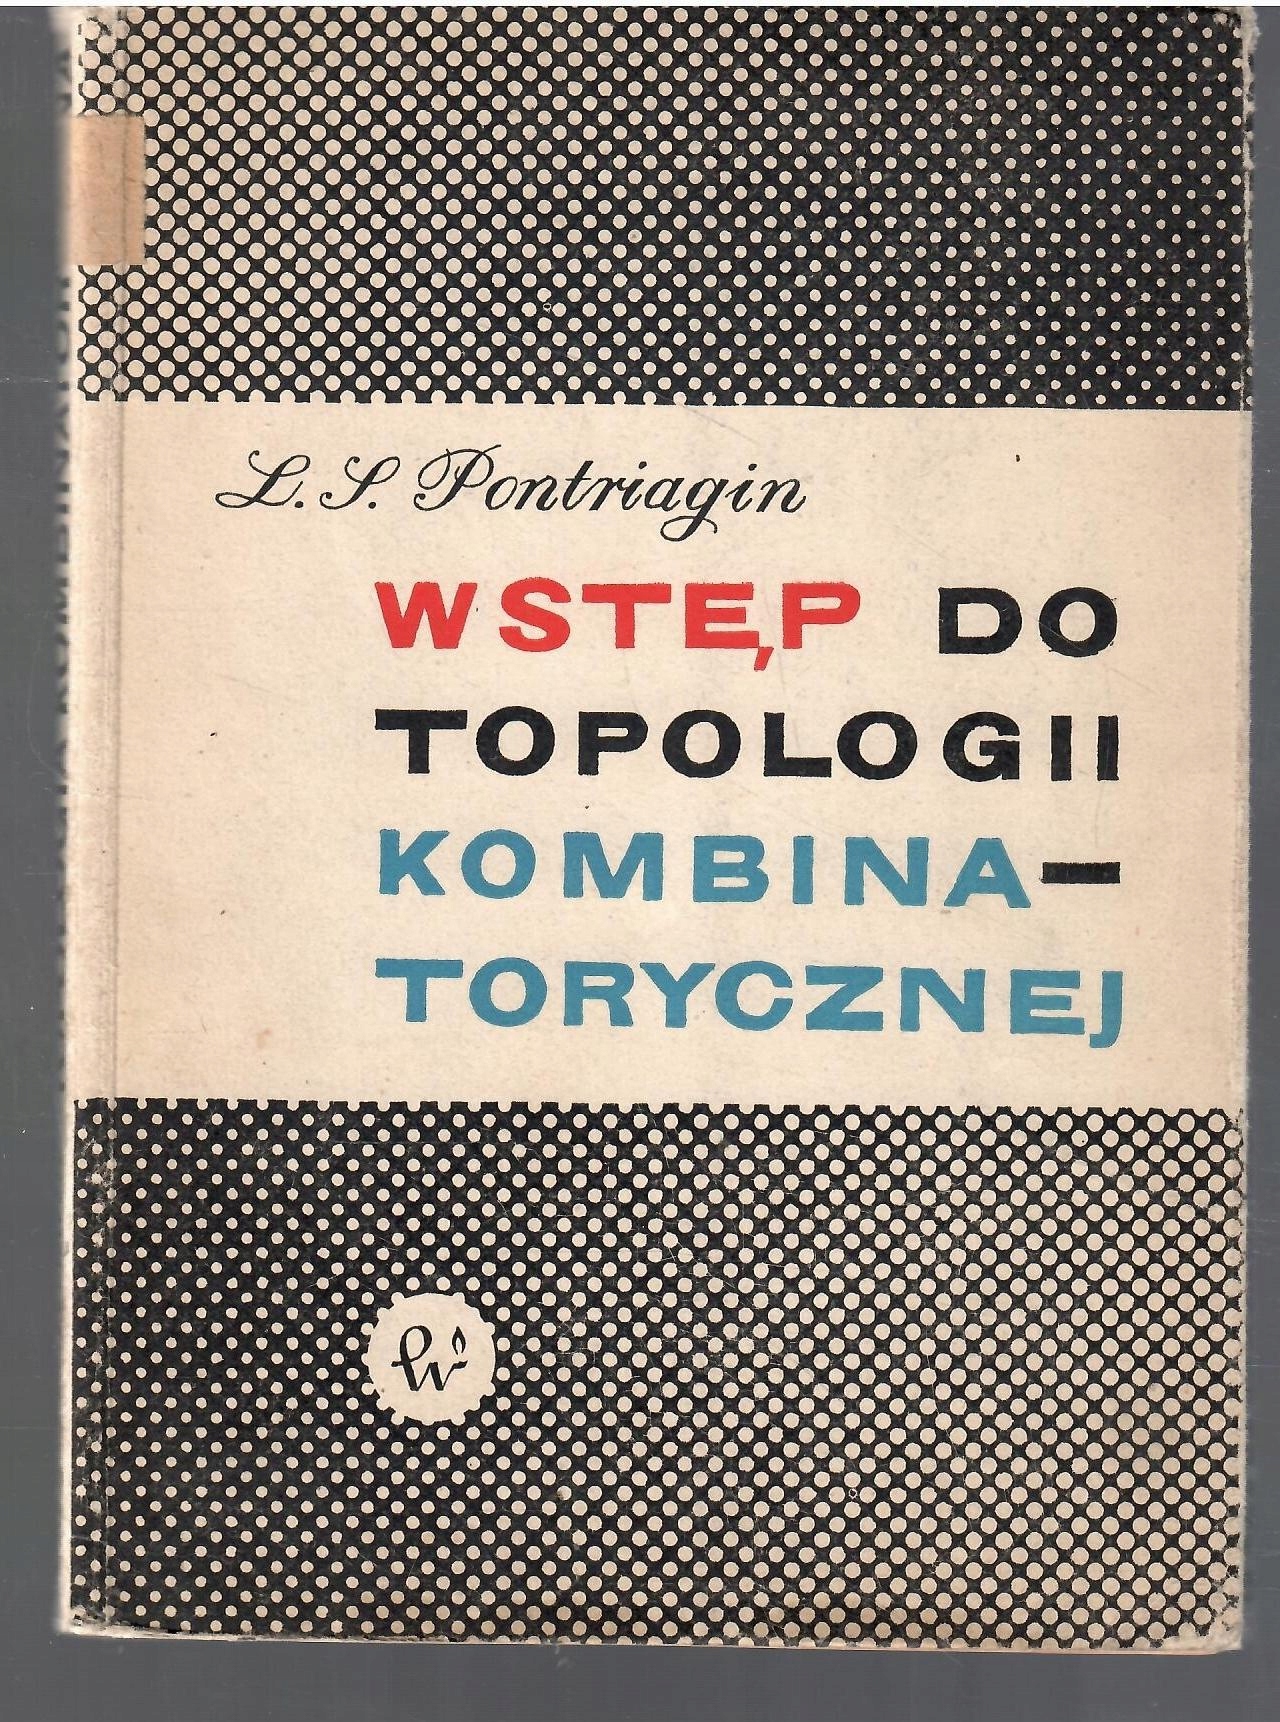 L. S. Pontriagin
WSTĘP DO
TOPOLOGII
KOMBINA-
TORYCZNEJ